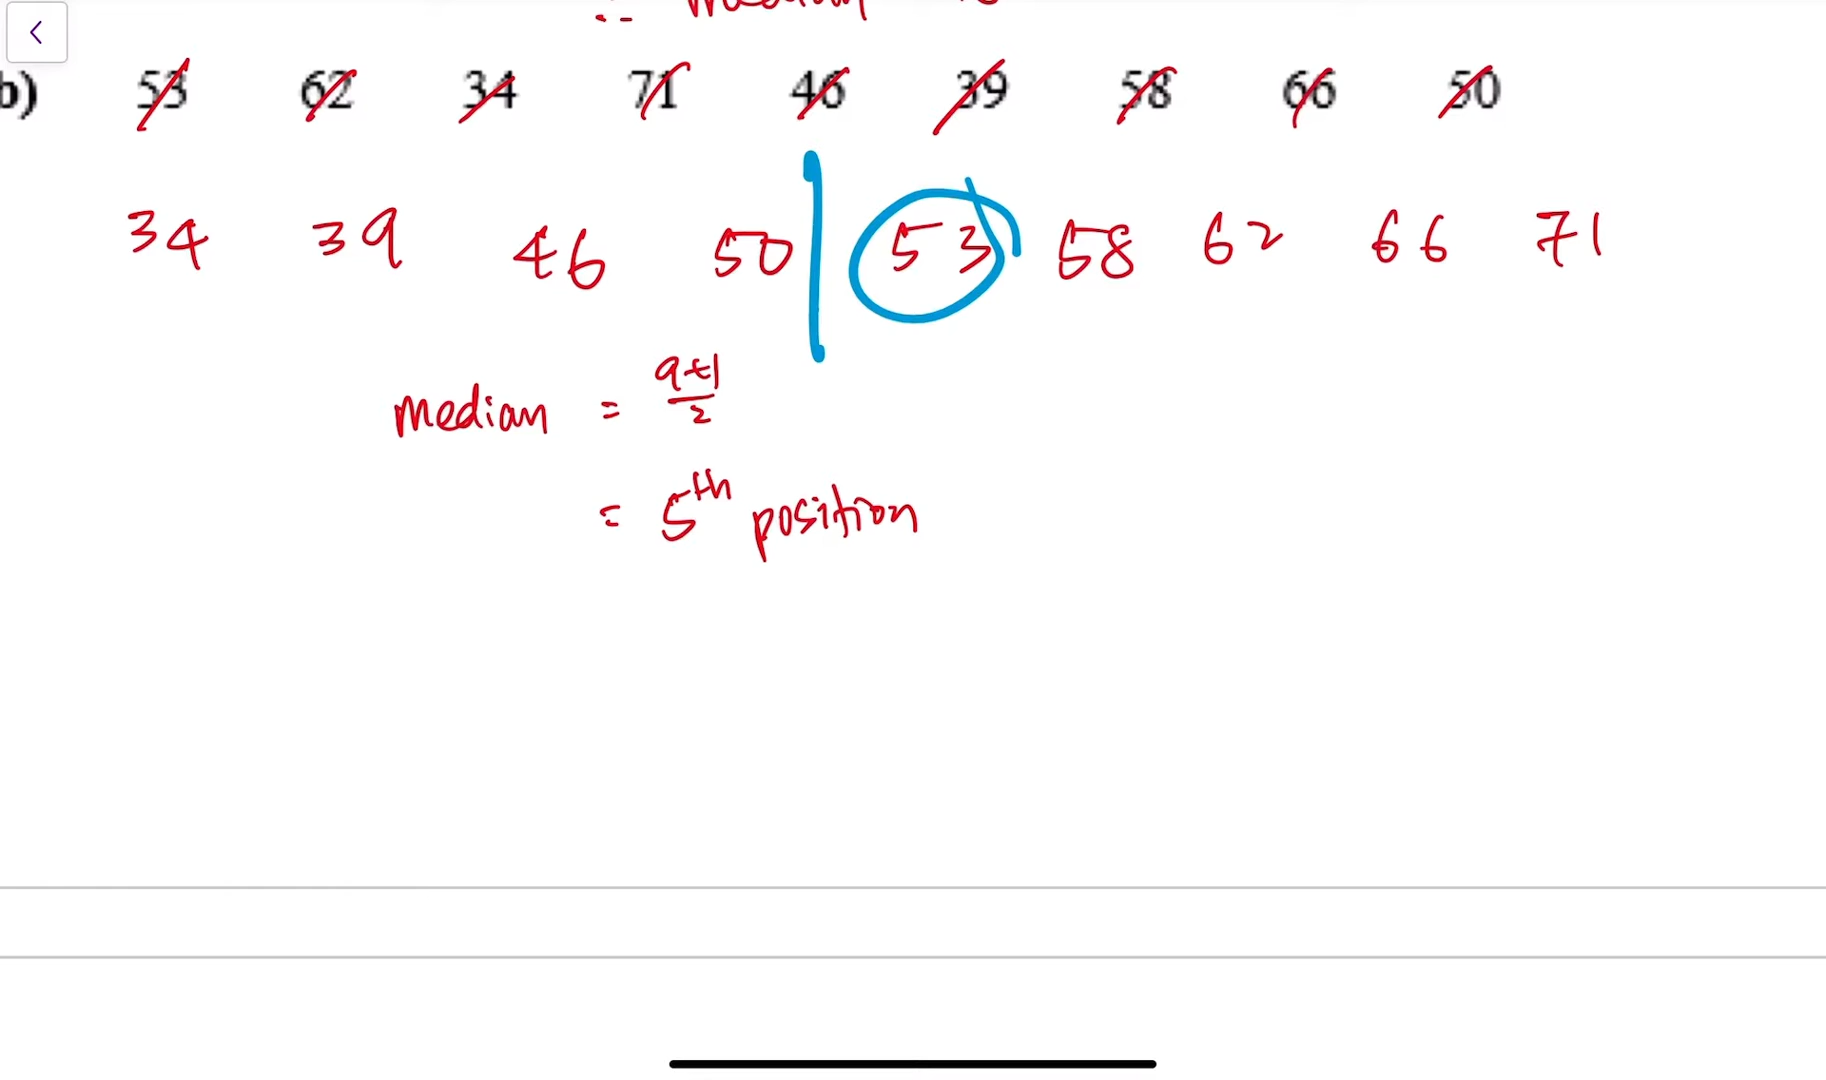 b) 53 62 34 71 46 39 58 66 50
34 39 46 50 53 58 62 66 71
median = 9+1/2
= 5th position